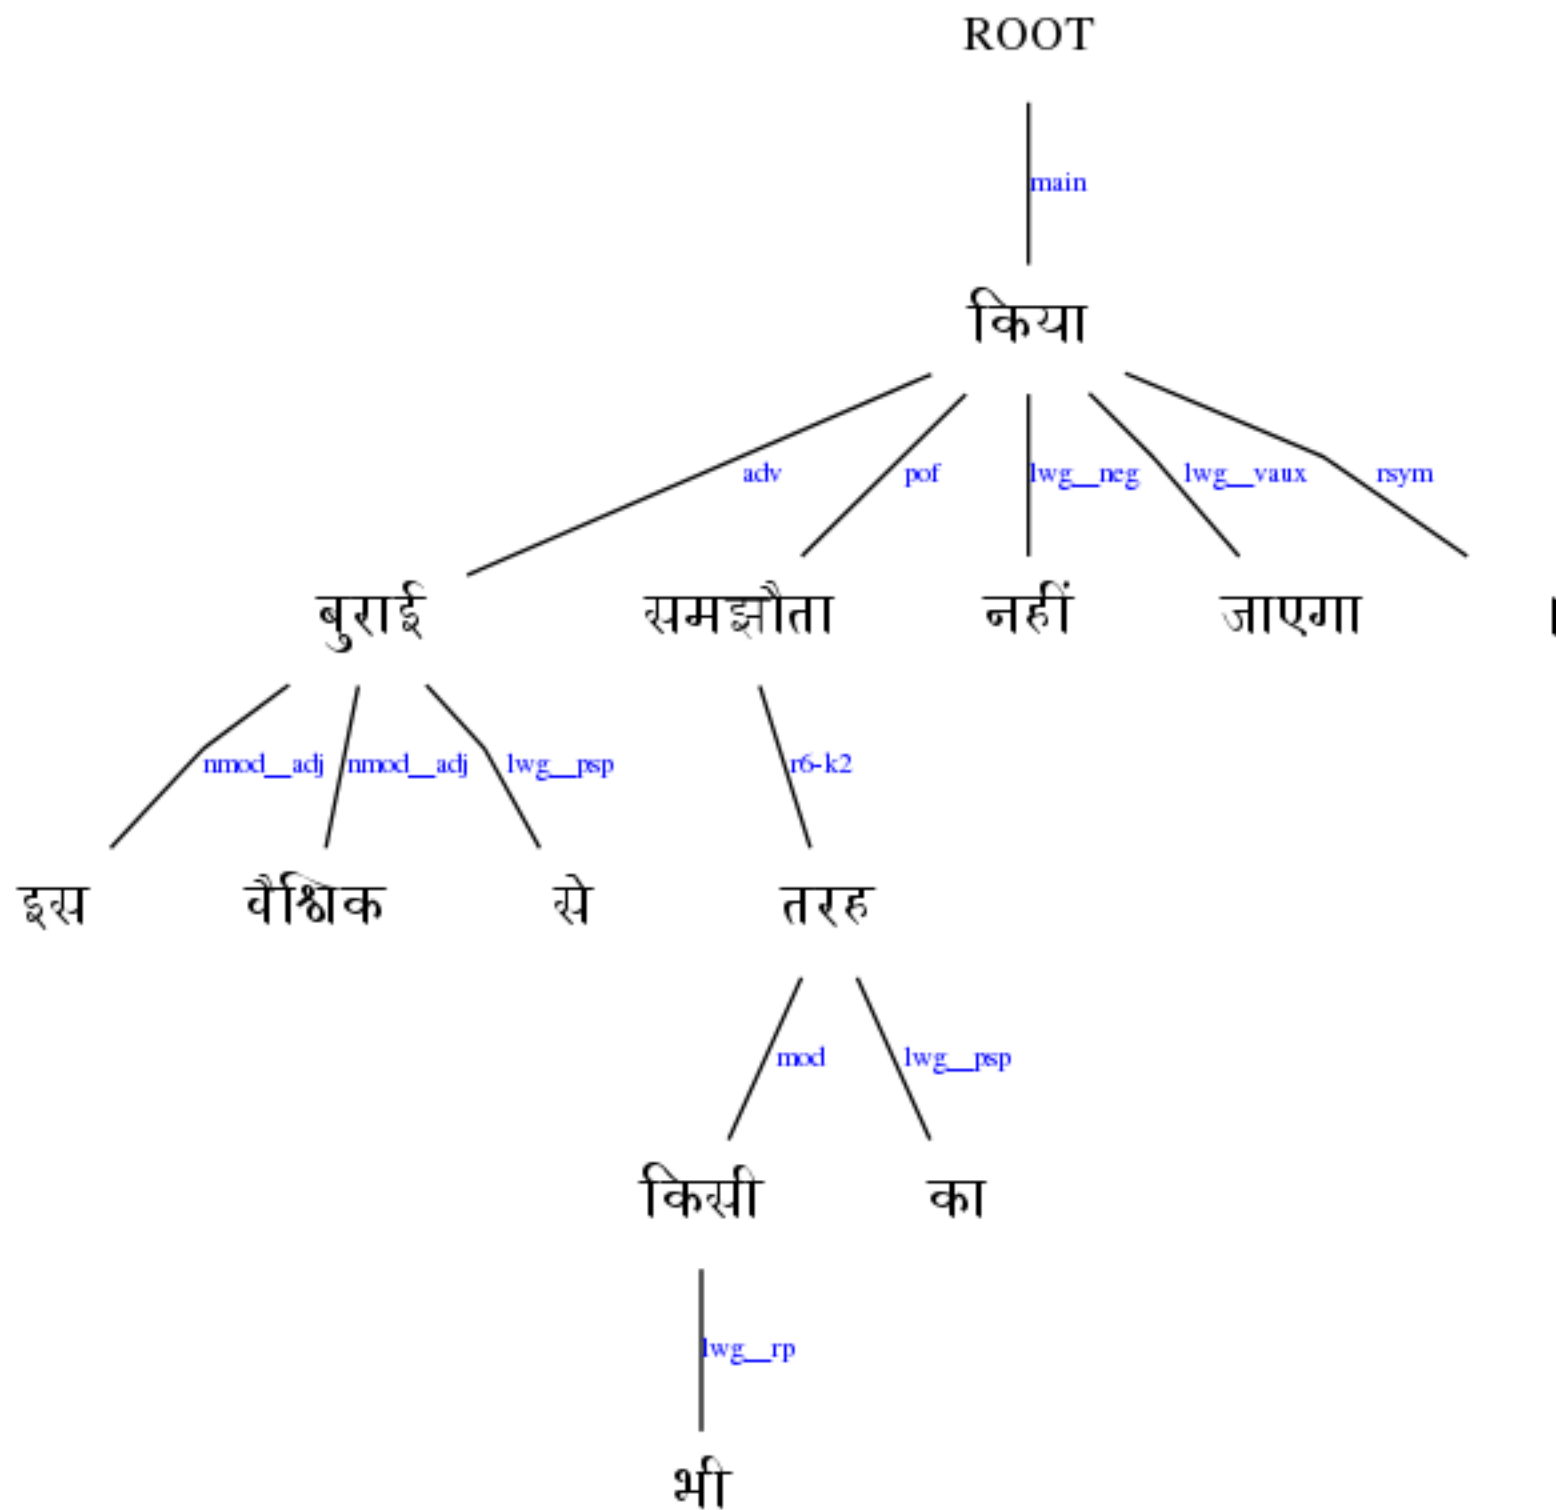 ROOT
main
किया
adv pof lwg__neg lwg__vaux rsym
बुराई समझौता नहीं जाएगा ।
nmod__adj nmod__adj lwg__psp r6-k2
इस वैश्विक से तरह
mod lwg__psp
किसी का
lwg__rp
भी